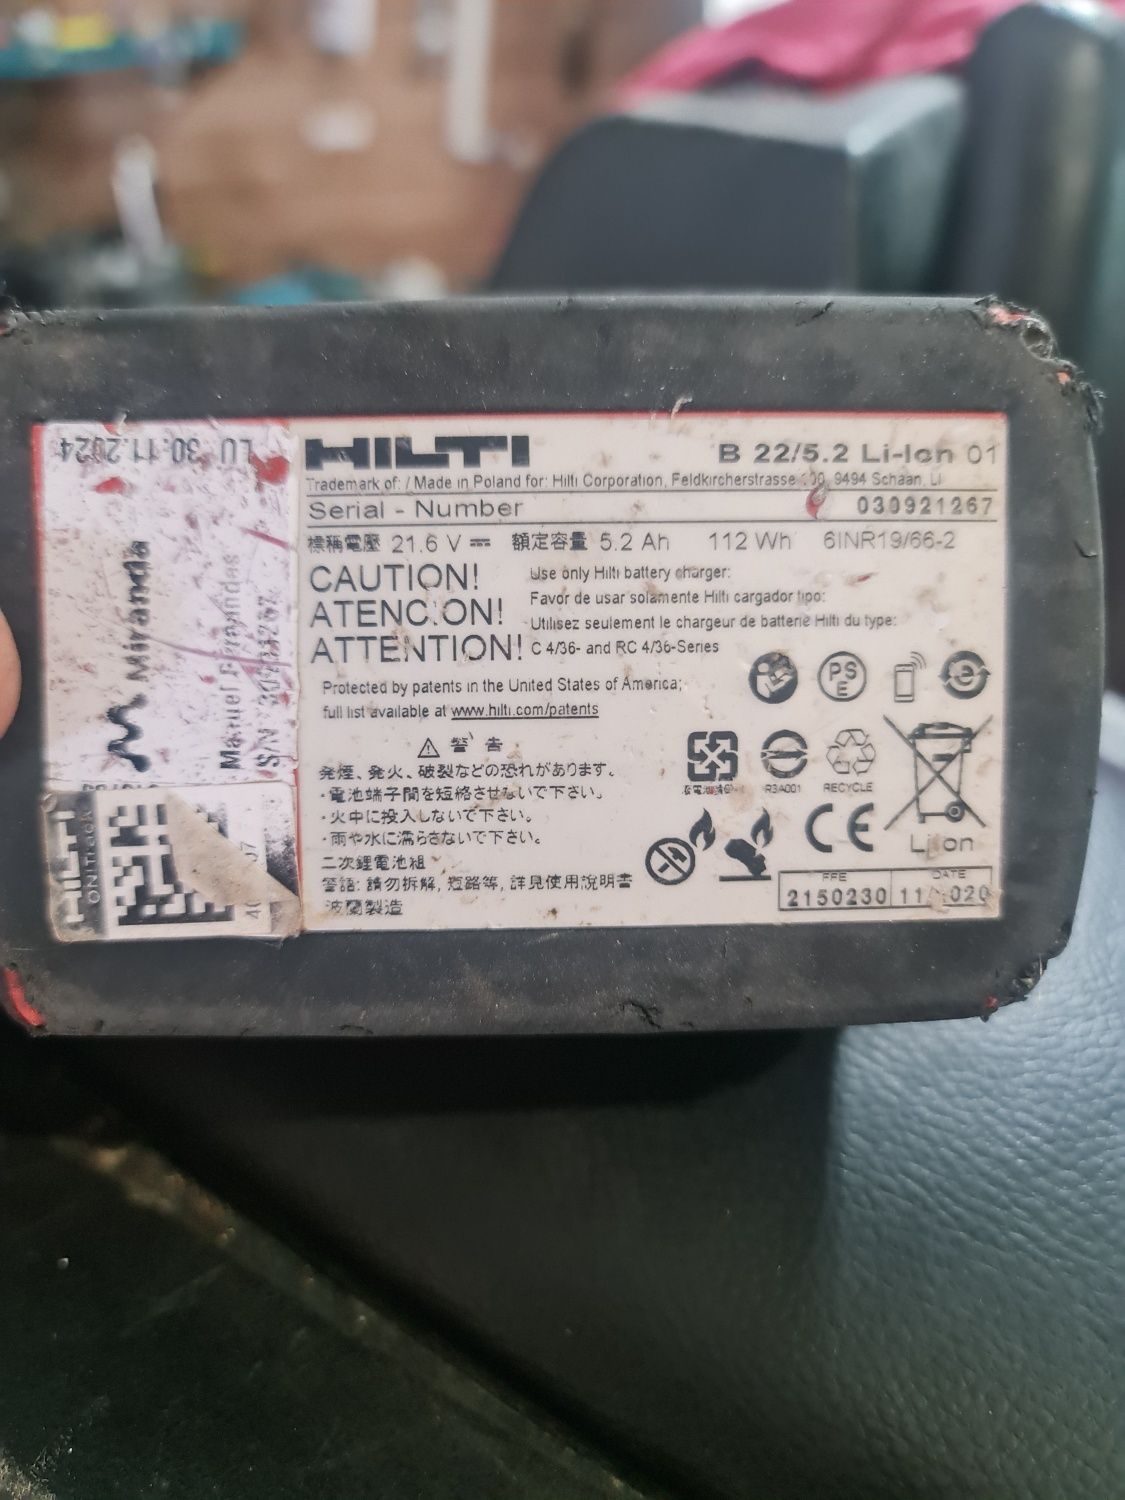 HILTI
B 22/5.2 Li-Ion 01
Trademark of: / Made in Poland for: Hilti Corporation, Feldkircherstrasse 9494 Schaan, LI
Serial - Number
030921267
標稱電壓 21.6 V 額定容量 5.2 Ah 112 Wh 6INR19/66-2
CAUTION!
ATENCION!
ATTENTION!
Use only Hilti battery charger:
Favor de usar solamente Hilti cargador tipo:
Utilisez seulement le chargeur de batterie Hilti du type:
C 4/36- and RC 4/36-Series
Protected by patents in the United States of America;
full list available at www.hilti.com/patents
PS
E
⚠ 警告
発煙、発火、破裂などの恐れがあります。
・電池端子間を短絡させないで下さい。
・火中に投入しないで下さい。
・雨や水に濡らさないで下さい。
二次鋰電池組
警語: 請勿拆解, 短路等, 詳見使用說明書
波蘭製造
R3A001
RECYCLE
CE
Li-Ion
PPE DATE
2150230 11
LU 30.11.2024
Miranda
Manuel Fernandes
S/N
HILTI
ON!Track